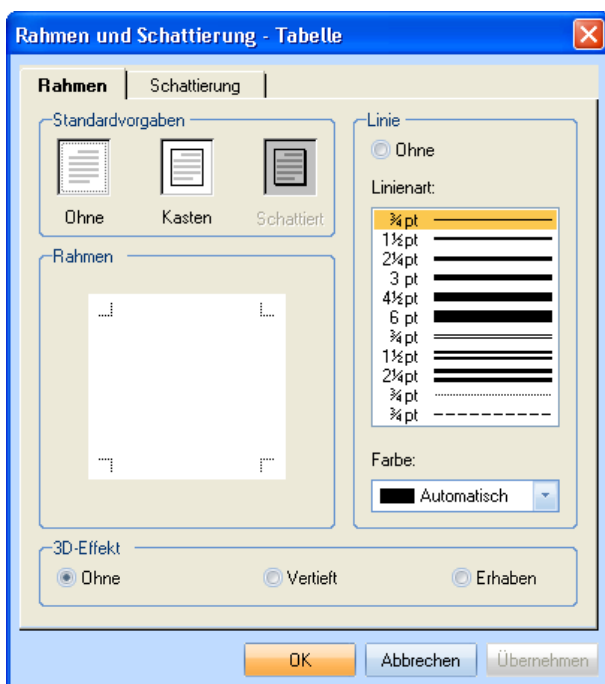 Rahmen und Schattierung - Tabelle
Rahmen
Schattierung
Standardvorgaben
Ohne
Kasten
Schattiert
Rahmen
Linie
Ohne
Linienart:
¾ pt
1½ pt
2¼ pt
3 pt
4½ pt
6 pt
¾ pt
1½ pt
2¼ pt
¾ pt
¾ pt
Farbe:
Automatisch
3D-Effekt
Ohne
Vertieft
Erhaben
OK
Abbrechen
Übernehmen